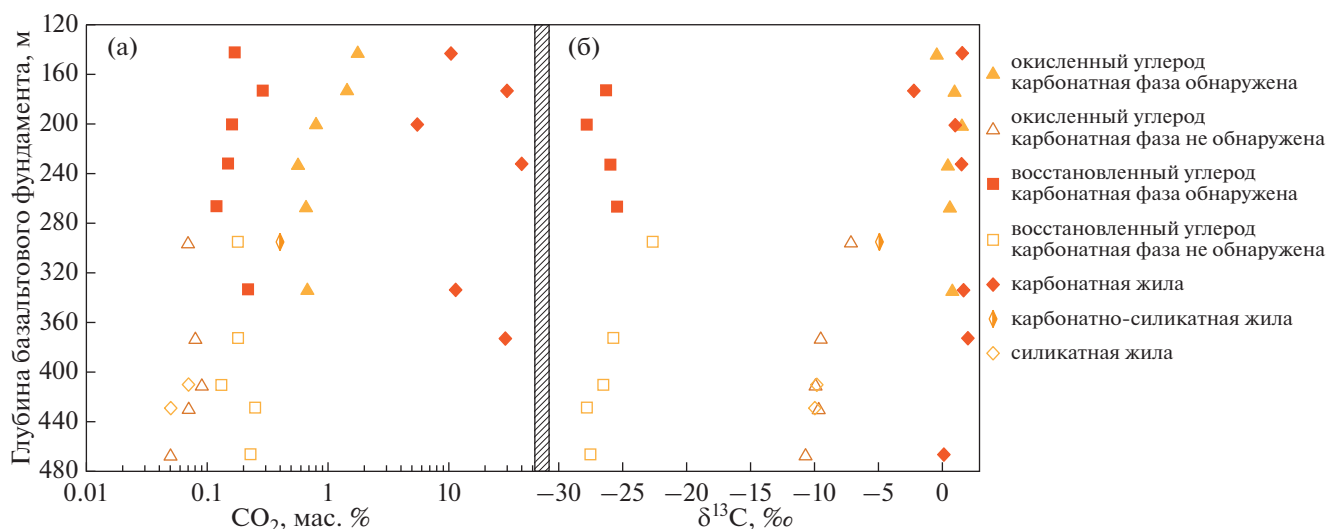 Глубина базальтового фундамента, м
120
160
200
240
280
320
360
400
440
480
(а)
(б)
0.01
0.1
1
10
CO₂, мас. %
−30
−25
−20
−15
−10
−5
0
δ¹³C, ‰
окисленный углерод
карбонатная фаза обнаружена
окисленный углерод
карбонатная фаза не обнаружена
восстановленный углерод
карбонатная фаза обнаружена
восстановленный углерод
карбонатная фаза не обнаружена
карбонатная жила
карбонатно-силикатная жила
силикатная жила